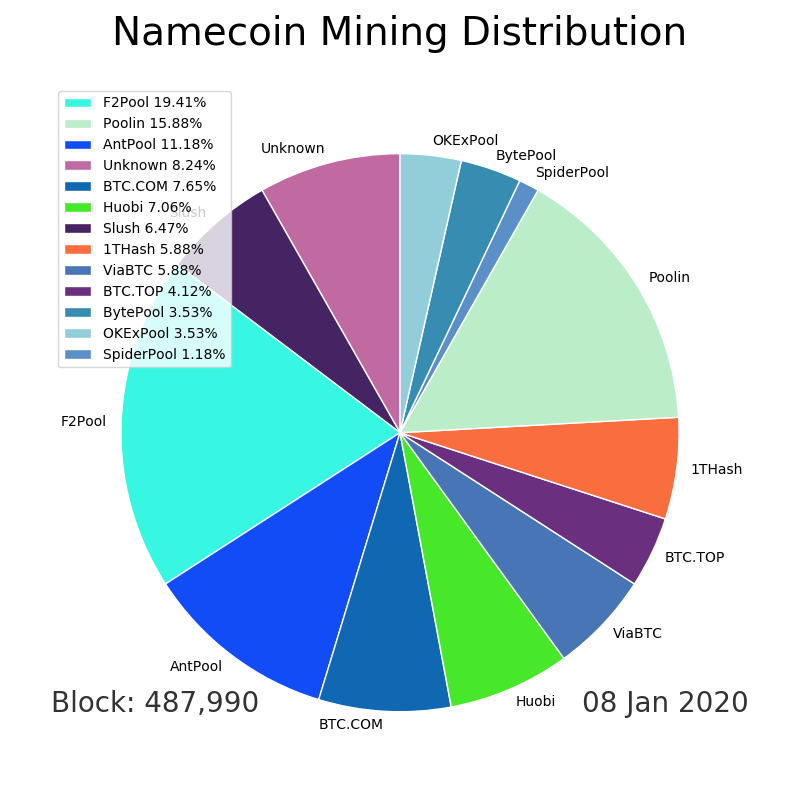 Namecoin Mining Distribution
F2Pool 19.41%
Poolin 15.88%
AntPool 11.18%
Unknown 8.24%
BTC.COM 7.65%
Huobi 7.06%
Slush 6.47%
1THash 5.88%
ViaBTC 5.88%
BTC.TOP 4.12%
BytePool 3.53%
OKExPool 3.53%
SpiderPool 1.18%
OKExPool
Unknown
BytePool
SpiderPool
Slush
Poolin
F2Pool
1THash
BTC.TOP
ViaBTC
AntPool
Huobi
BTC.COM
Block: 487,990
08 Jan 2020